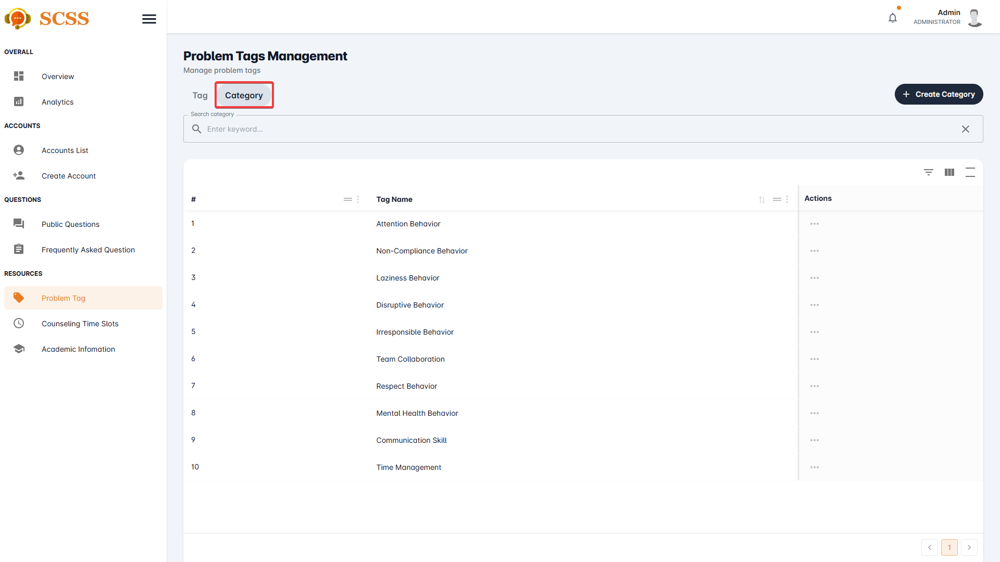 SCSS
Admin
ADMINISTRATOR
OVERALL
Overview
Analytics
ACCOUNTS
Accounts List
Create Account
QUESTIONS
Public Questions
Frequently Asked Question
RESOURCES
Problem Tag
Counseling Time Slots
Academic Infomation
Problem Tags Management
Manage problem tags
Tag Category
+ Create Category
Search category
Enter keyword...
# Tag Name Actions
1 Attention Behavior
2 Non-Compliance Behavior
3 Laziness Behavior
4 Disruptive Behavior
5 Irresponsible Behavior
6 Team Collaboration
7 Respect Behavior
8 Mental Health Behavior
9 Communication Skill
10 Time Management
1